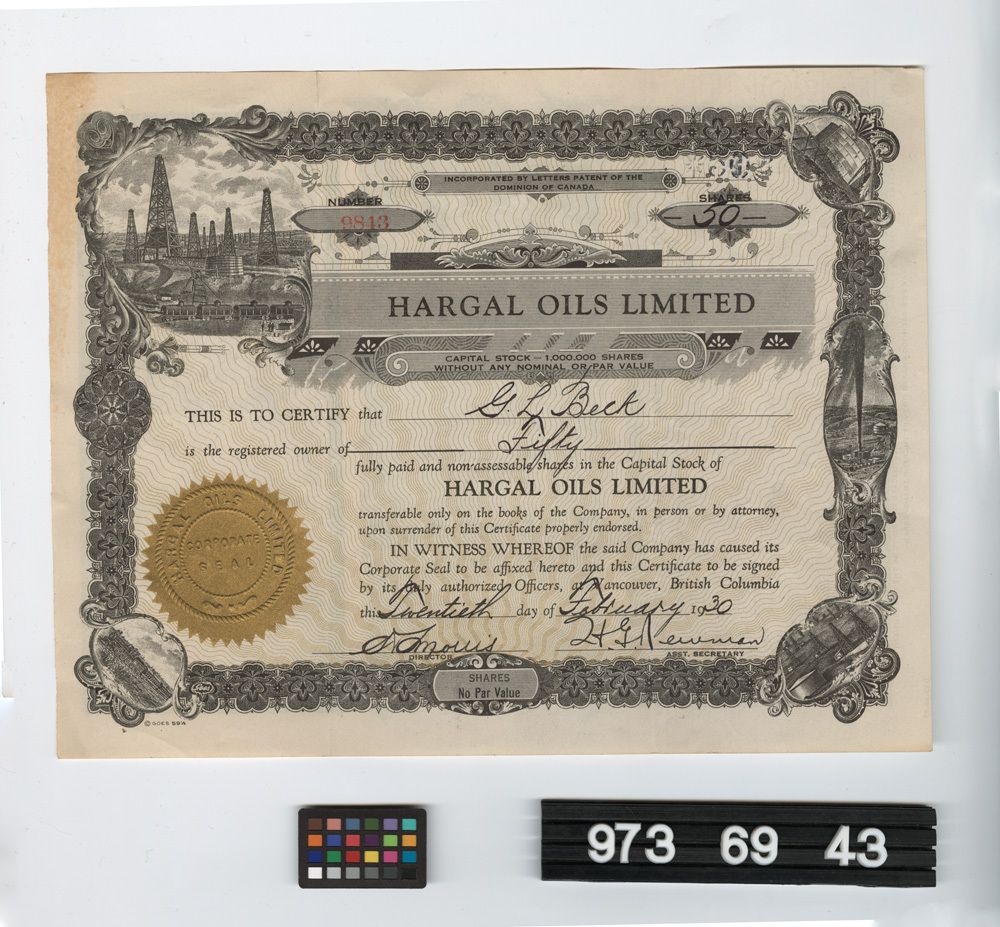 INCORPORATED BY LETTERS PATENT OF THE
DOMINION OF CANADA
NUMBER
9843
SHARES
— 50 —
HARGAL OILS LIMITED
CAPITAL STOCK — 1,000,000 SHARES
WITHOUT ANY NOMINAL OR PAR VALUE
THIS IS TO CERTIFY that G. L. Beck
is the registered owner of Fifty
fully paid and non-assessable shares in the Capital Stock of
HARGAL OILS LIMITED
transferable only on the books of the Company, in person or by attorney,
upon surrender of this Certificate properly endorsed.
IN WITNESS WHEREOF the said Company has caused its
Corporate Seal to be affixed hereto and this Certificate to be signed
by its duly authorized Officers, at Vancouver, British Columbia
this Twentieth day of February 1930
H. G. Newman
DIRECTOR
ASST. SECRETARY
HARGAL OILS LIMITED
CORPORATE
SEAL
SHARES
No Par Value
GOES
© GOES 59¼
973 69 43